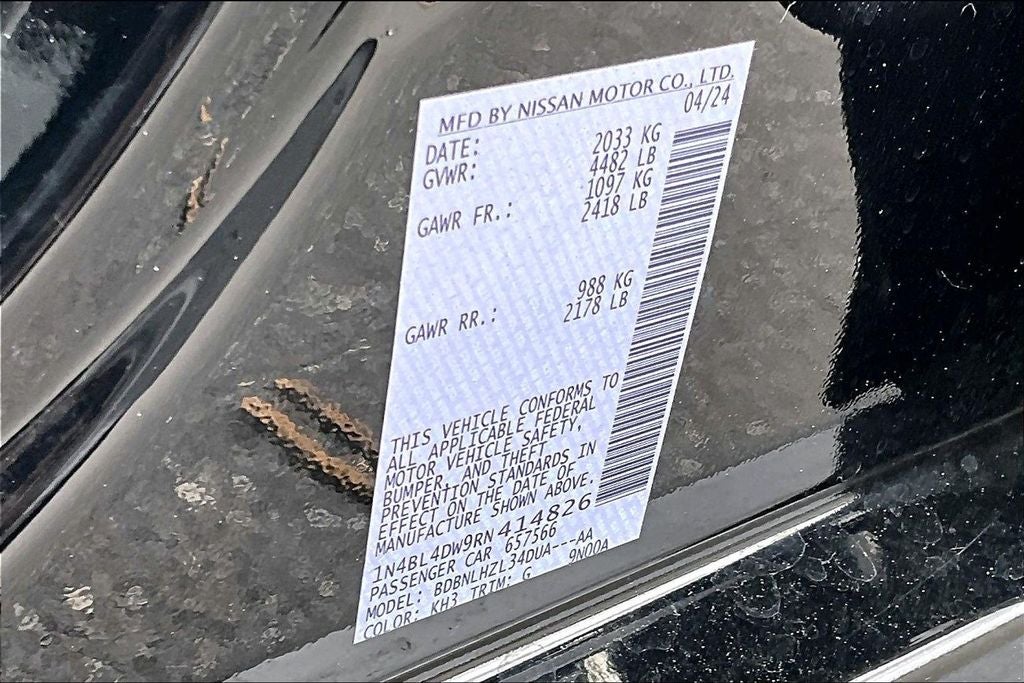 MFD BY NISSAN MOTOR CO., LTD.
DATE: 04/24
GVWR: 2033 KG
4482 LB
GAWR FR.: 1097 KG
2418 LB
GAWR RR.: 988 KG
2178 LB
THIS VEHICLE CONFORMS TO
ALL APPLICABLE FEDERAL
MOTOR VEHICLE SAFETY,
BUMPER, AND THEFT
PREVENTION STANDARDS IN
EFFECT ON THE DATE OF
MANUFACTURE SHOWN ABOVE.
1N4BL4DW9RN414826
PASSENGER CAR 657566
MODEL: BDBNLHZL34DUA---AA
COLOR: KH3 TRIM: G 9N00A